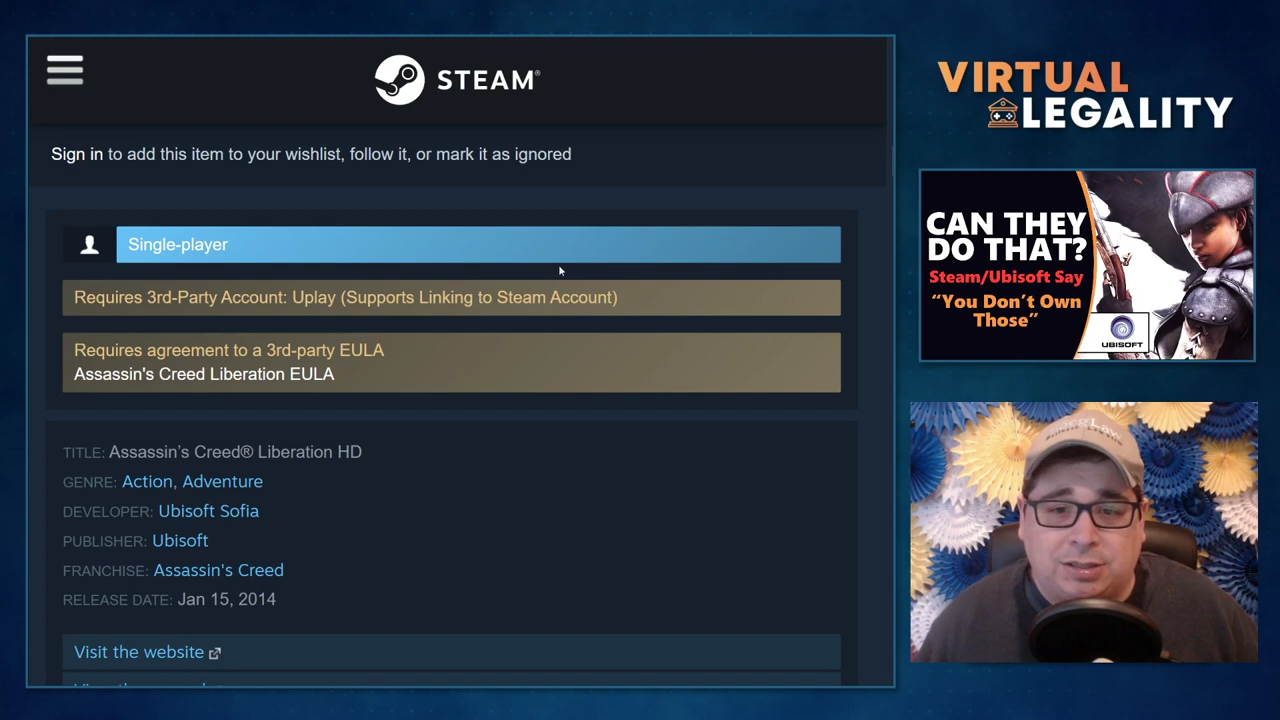 STEAM®
Sign in to add this item to your wishlist, follow it, or mark it as ignored
Single-player
Requires 3rd-Party Account: Uplay (Supports Linking to Steam Account)
Requires agreement to a 3rd-party EULA
Assassin's Creed Liberation EULA
TITLE: Assassin's Creed® Liberation HD
GENRE: Action, Adventure
DEVELOPER: Ubisoft Sofia
PUBLISHER: Ubisoft
FRANCHISE: Assassin's Creed
RELEASE DATE: Jan 15, 2014
Visit the website
VIRTUAL
LEGALITY
CAN THEY
DO THAT?
Steam/Ubisoft Say
"You Don't Own
Those"
UBISOFT